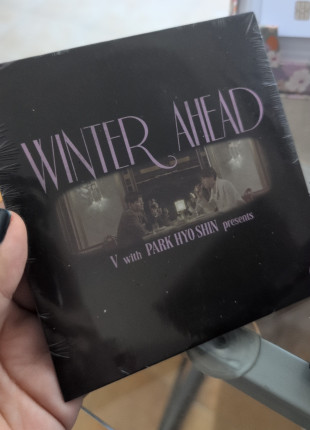 WINTER AHEAD
V with PARK HYO SHIN presents